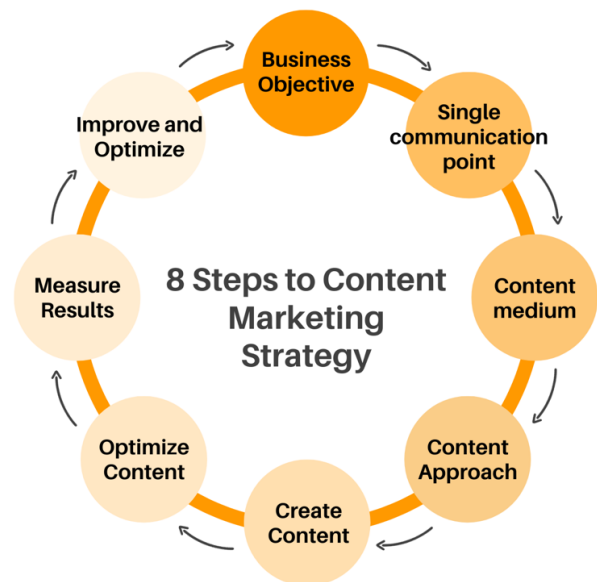 Business
Objective
Single
communication
point
Content
medium
Content
Approach
Create
Content
Optimize
Content
Measure
Results
Improve and
Optimize
8 Steps to Content
Marketing
Strategy